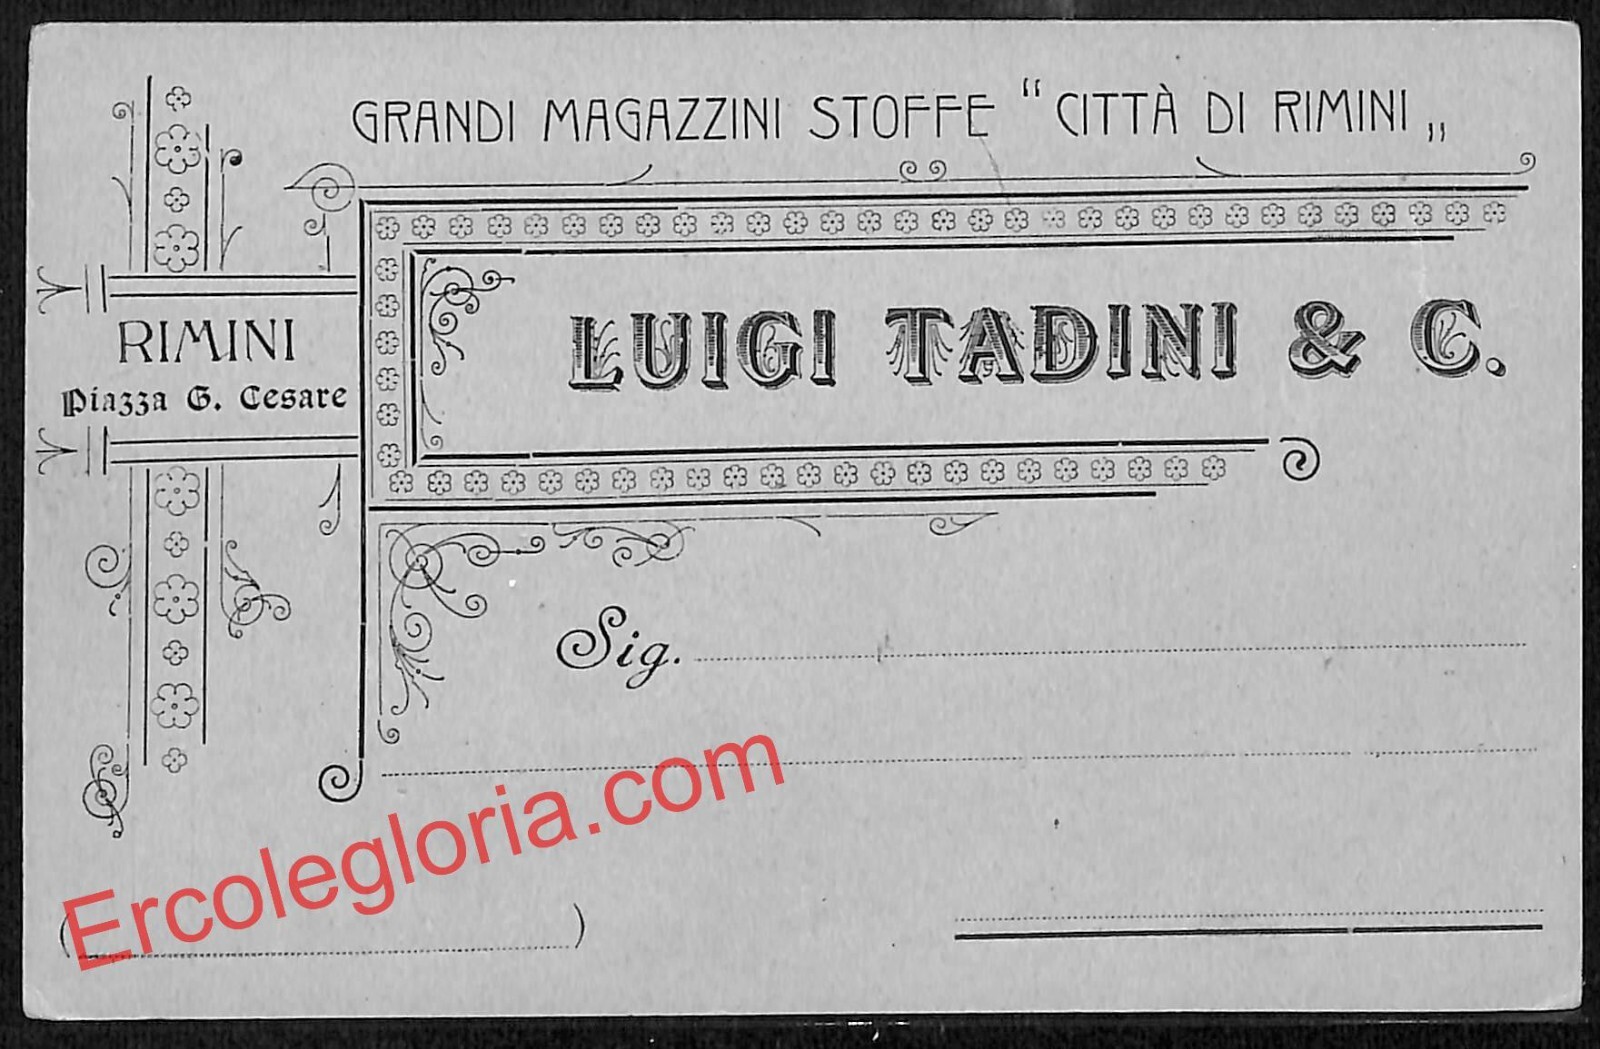 GRANDI MAGAZZINI STOFFE “ CITTÀ DI RIMINI „
LUIGI TADINI & C.
RIMINI
Piazza G. Cesare
Sig.
( )
Ercolegloria.com